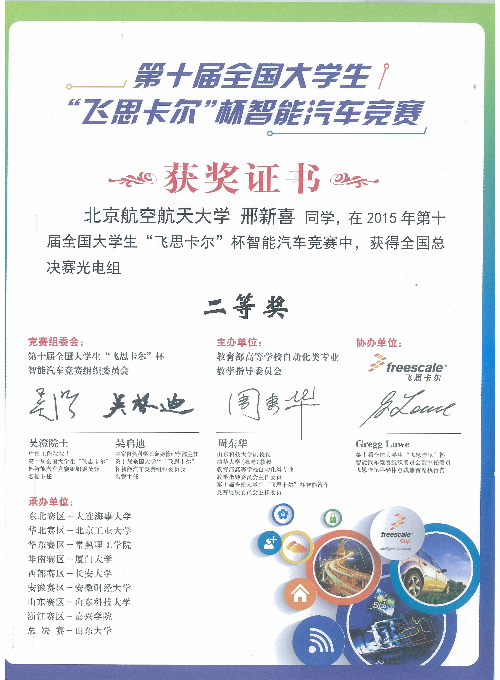 第十届全国大学生
“飞思卡尔”杯智能汽车竞赛
获奖证书
北京航空航天大学 邢新喜 同学，在 2015 年第十
届全国大学生“飞思卡尔”杯智能汽车竞赛中，获得全国总
决赛光电组
二等奖
竞赛组委会：
第十届全国大学生“飞思卡尔”杯
智能汽车竞赛组织委员会
主办单位：
教育部高等学校自动化类专业
教学指导委员会
协办单位：
freescale
飞思卡尔
吴澄院士
吴启迪
吴启迪
周东华
周东华
Gregg Lowe
G Lowe
承办单位：
东北赛区－大连海事大学
华北赛区－北京工业大学
华东赛区－常熟理工学院
华南赛区－厦门大学
西部赛区－长安大学
安徽赛区－安徽财经大学
山东赛区－山东科技大学
浙江赛区－嘉兴学院
总 决 赛－山东大学
freescale
Cup